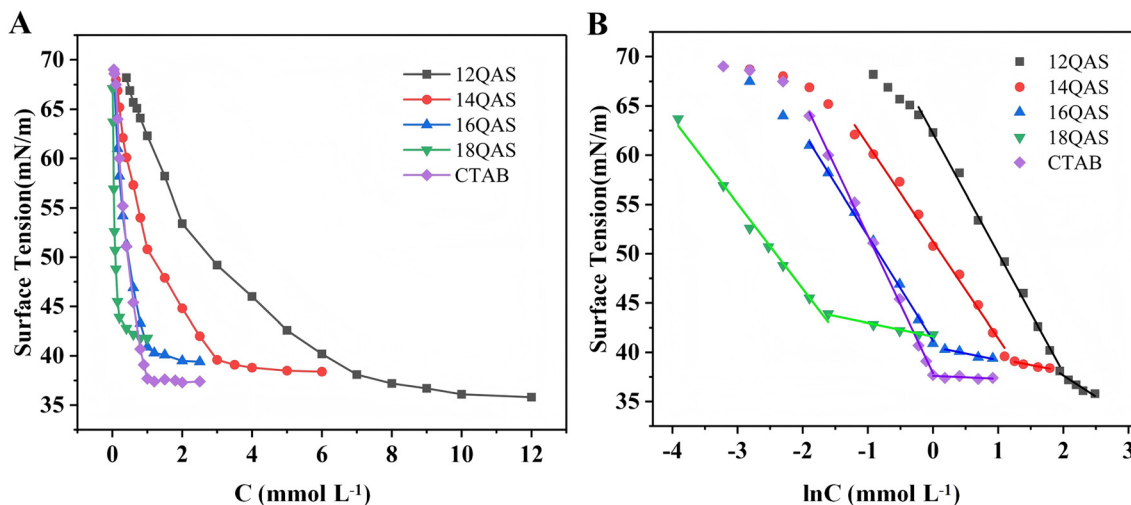 A
Surface Tension(mN/m)
70
65
60
55
50
45
40
35
0
2
4
6
8
10
12
C (mmol L⁻¹)
12QAS
14QAS
16QAS
18QAS
CTAB
B
Surface Tension(mN/m)
70
65
60
55
50
45
40
35
-4
-3
-2
-1
0
1
2
3
lnC (mmol L⁻¹)
12QAS
14QAS
16QAS
18QAS
CTAB